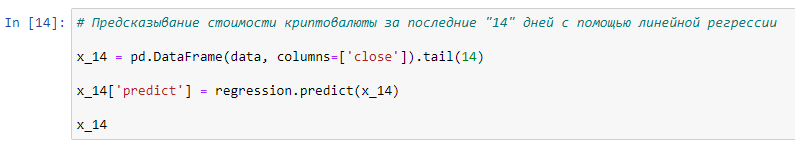 In [14]: # Предсказывание стоимости криптовалюты за последние "14" дней с помощью линейной регрессии
x_14 = pd.DataFrame(data, columns=['close']).tail(14)
x_14['predict'] = regression.predict(x_14)
x_14